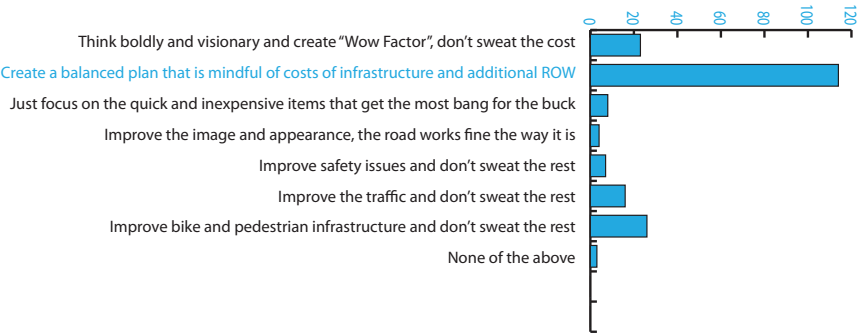 0 20 40 60 80 100 120
Think boldly and visionary and create “Wow Factor”, don’t sweat the cost
Create a balanced plan that is mindful of costs of infrastructure and additional ROW
Just focus on the quick and inexpensive items that get the most bang for the buck
Improve the image and appearance, the road works fine the way it is
Improve safety issues and don’t sweat the rest
Improve the traffic and don’t sweat the rest
Improve bike and pedestrian infrastructure and don’t sweat the rest
None of the above